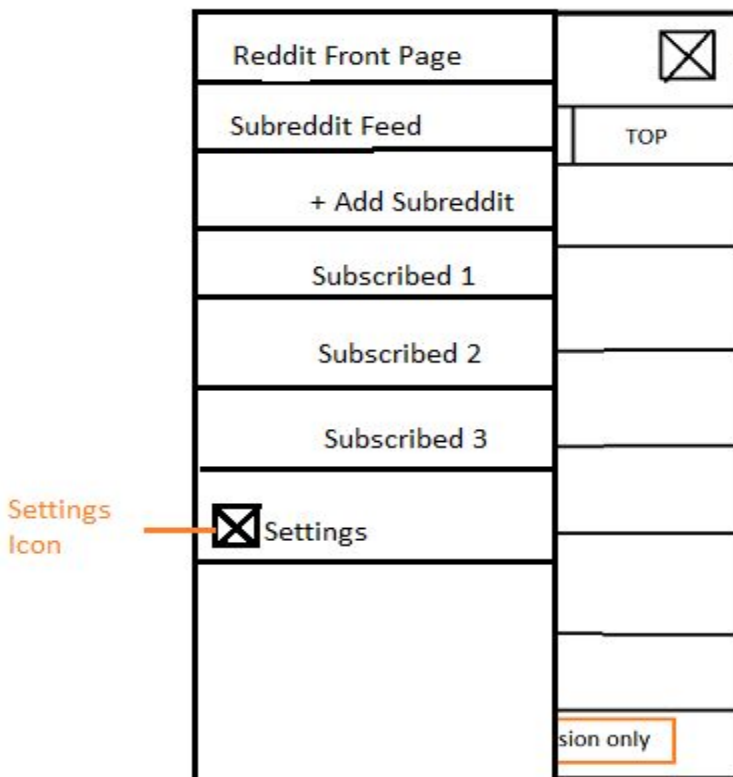 Reddit Front Page
Subreddit Feed
TOP
+ Add Subreddit
Subscribed 1
Subscribed 2
Subscribed 3
Settings
Icon
Settings
sion only